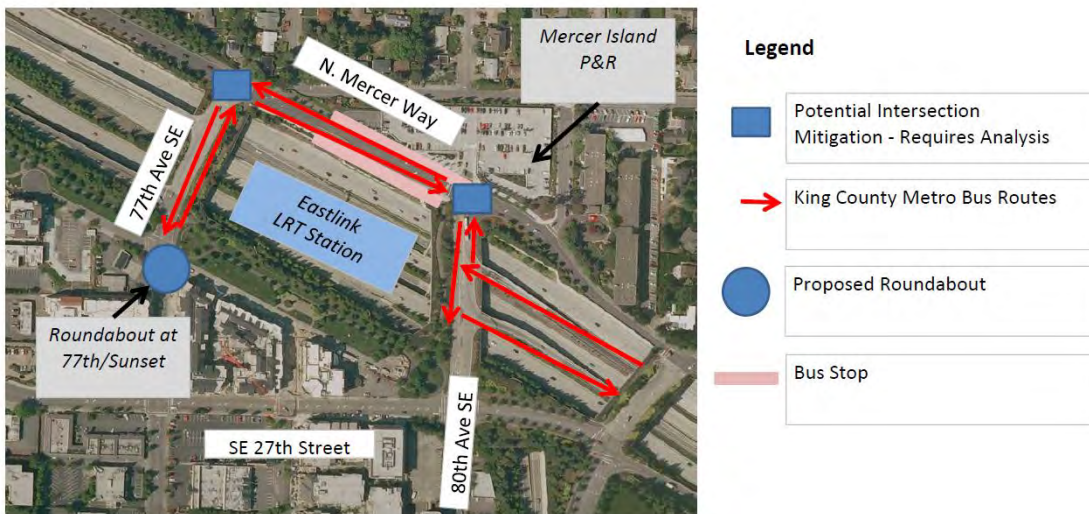 Mercer Island
P&R
N. Mercer Way
77th Ave SE
Eastlink
LRT Station
Roundabout at
77th/Sunset
80th Ave SE
SE 27th Street
Legend
Potential Intersection
Mitigation - Requires Analysis
King County Metro Bus Routes
Proposed Roundabout
Bus Stop